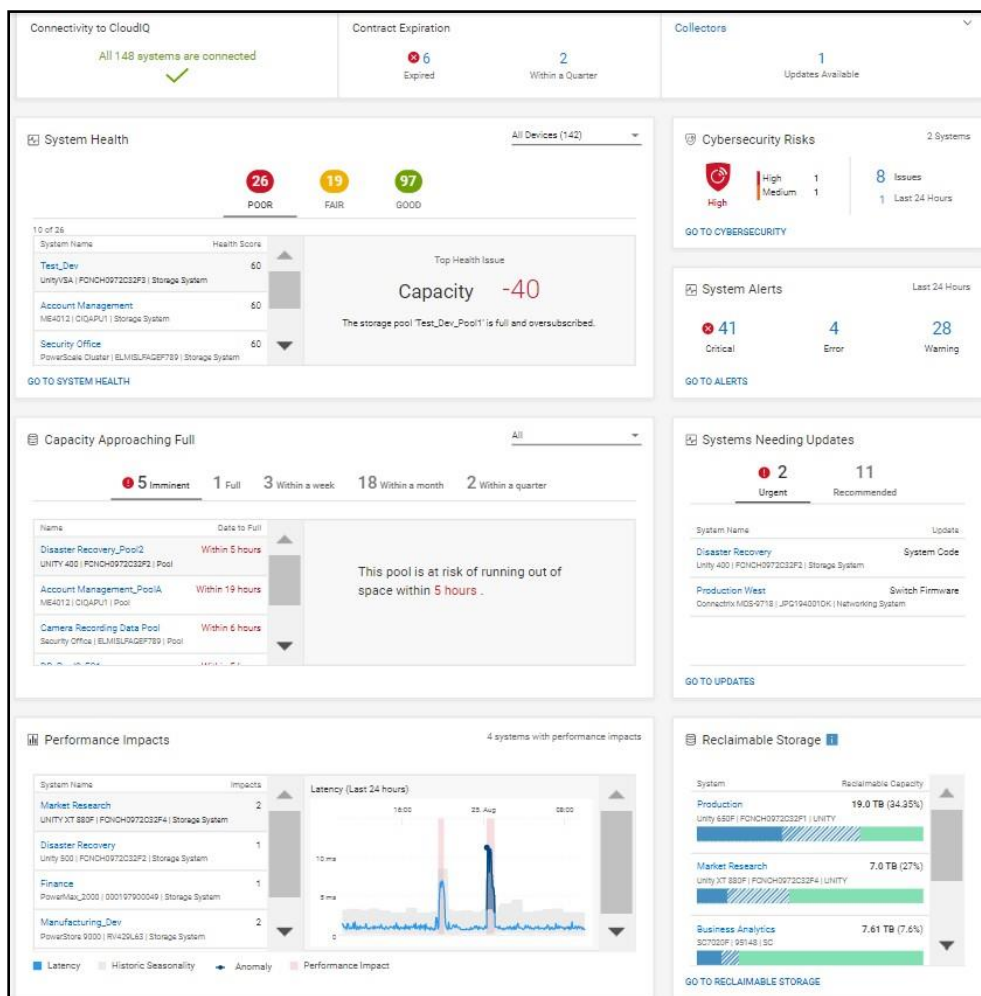 Connectivity to CloudIQ
All 148 systems are connected
Contract Expiration
6
Expired
2
Within a Quarter
Collectors
1
Updates Available
System Health
All Devices (142)
26
POOR
19
FAIR
97
GOOD
10 of 26
System Name Health Score
Test_Dev 60
UnityVSA | FCNCH0972C32F3 | Storage System
Account Management 60
ME4012 | CIQAPU1 | Storage System
Security Office 60
PowerScale Cluster | ELMISLFAGEF789 | Storage System
Top Health Issue
Capacity -40
The storage pool 'Test_Dev_Pool1' is full and oversubscribed.
GO TO SYSTEM HEALTH
Cybersecurity Risks 2 Systems
High
High 1
Medium 1
8 Issues
1 Last 24 Hours
GO TO CYBERSECURITY
System Alerts Last 24 Hours
41
Critical
4
Error
28
Warning
GO TO ALERTS
Capacity Approaching Full
All
5 Imminent 1 Full 3 Within a week 18 Within a month 2 Within a quarter
Name Date to Full
Disaster Recovery_Pool2 Within 5 hours
UNITY 400 | FCNCH0972C32F2 | Pool
Account Management_PoolA Within 19 hours
ME4012 | CIQAPU1 | Pool
Camera Recording Data Pool Within 6 hours
Security Office | ELMISLFAGEF789 | Pool
This pool is at risk of running out of
space within 5 hours .
Systems Needing Updates
2
Urgent
11
Recommended
System Name Update
Disaster Recovery System Code
Unity 400 | FCNCH0972C32F2 | Storage System
Production West Switch Firmware
Connectrix MDS-9718 | JPG194001DK | Networking System
GO TO UPDATES
Performance Impacts 4 systems with performance impacts
System Name Impacts
Market Research 2
UNITY XT 880F | FCNCH0972C32F4 | Storage System
Disaster Recovery 1
Unity 500 | FCNCH0972C32F2 | Storage System
Finance 1
PowerMax_2000 | 000197900049 | Storage System
Manufacturing_Dev 2
PowerStore 9000 | RV429L63 | Storage System
Latency (Last 24 hours)
16:00 25. Aug 08:00
10 ms
5 ms
0
Latency Historic Seasonality Anomaly Performance Impact
Reclaimable Storage
System Reclaimable Capacity
Production 19.0 TB (34.35%)
Unity 650F | FCNCH0972C32F1 | UNITY
Market Research 7.0 TB (27%)
Unity XT 880F | FCNCH0972C32F4 | UNITY
Business Analytics 7.61 TB (7.6%)
SC7020F | 95148 | SC
GO TO RECLAIMABLE STORAGE